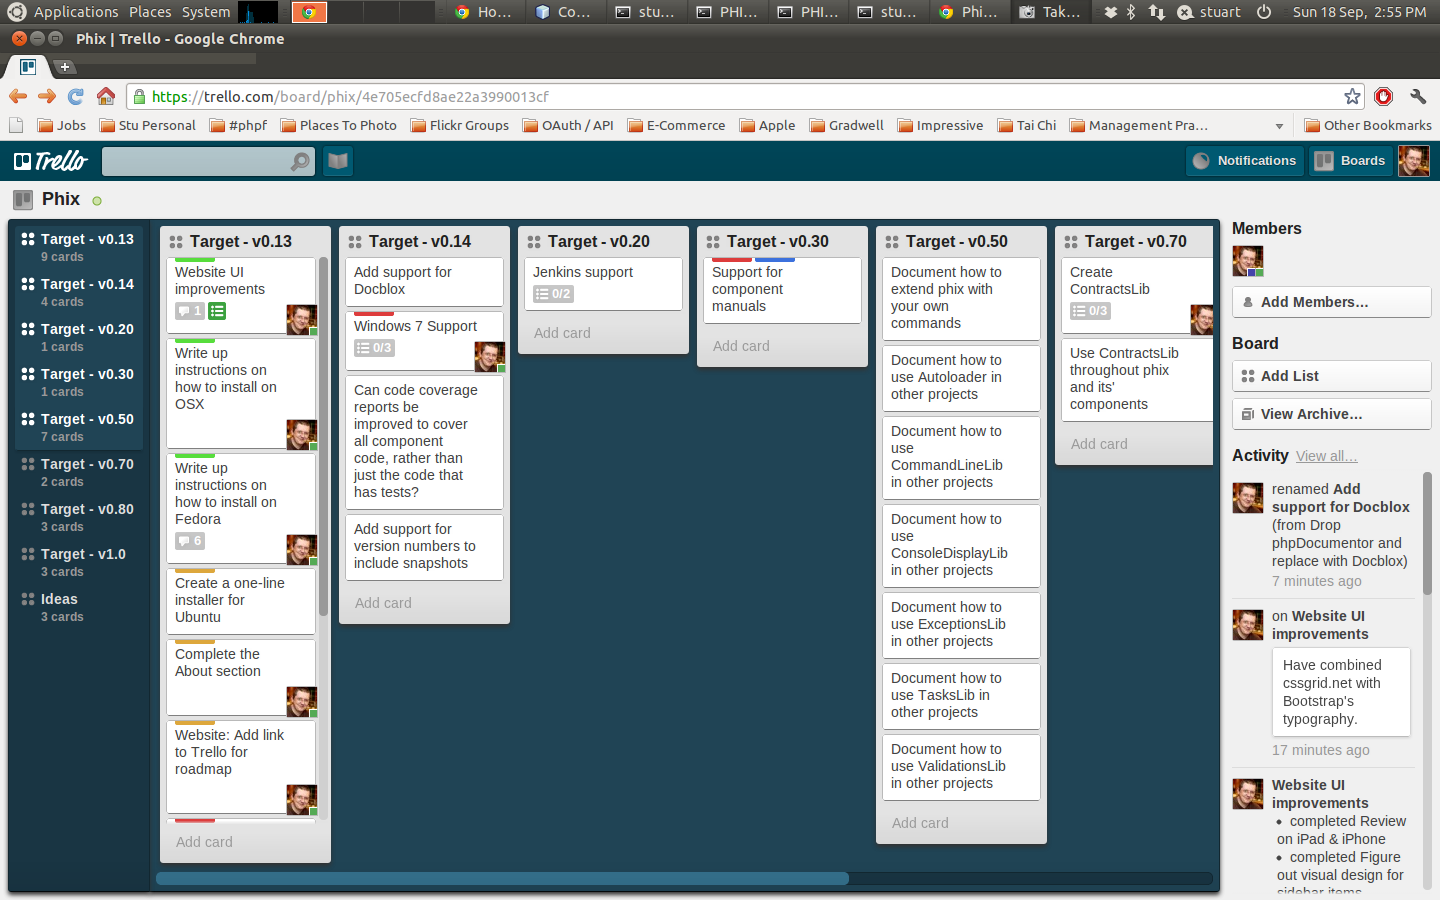 Applications Places System
Ho... Co... stu... PHI... PHI... stu... Phi... Tak...
stuart
Sun 18 Sep, 2:55 PM
Phix | Trello - Google Chrome
https://trello.com/board/phix/4e705ecfd8ae22a3990013cf
Jobs Stu Personal #phpf Places To Photo Flickr Groups OAuth / API E-Commerce Apple Gradwell Impressive Tai Chi Management Pra... Other Bookmarks
Trello
Notifications Boards
Phix
Target - v0.13
9 cards
Target - v0.14
4 cards
Target - v0.20
1 cards
Target - v0.30
1 cards
Target - v0.50
7 cards
Target - v0.70
2 cards
Target - v0.80
3 cards
Target - v1.0
3 cards
Ideas
3 cards
Target - v0.13
Website UI
improvements
1
Write up
instructions on
how to install on
OSX
Write up
instructions on
how to install on
Fedora
6
Create a one-line
installer for
Ubuntu
Complete the
About section
Website: Add link
to Trello for
roadmap
Add card
Target - v0.14
Add support for
Docblox
Windows 7 Support
0/3
Can code coverage
reports be
improved to cover
all component
code, rather than
just the code that
has tests?
Add support for
version numbers to
include snapshots
Add card
Target - v0.20
Jenkins support
0/2
Add card
Target - v0.30
Support for
component
manuals
Add card
Target - v0.50
Document how to
extend phix with
your own
commands
Document how to
use Autoloader in
other projects
Document how to
use
CommandLineLib
in other projects
Document how to
use
ConsoleDisplayLib
in other projects
Document how to
use ExceptionsLib
in other projects
Document how to
use TasksLib in
other projects
Document how to
use ValidationsLib
in other projects
Add card
Target - v0.70
Create
ContractsLib
0/3
Use ContractsLib
throughout phix
and its'
components
Add card
Members
Add Members...
Board
Add List
View Archive...
Activity View all...
renamed Add
support for Docblox
(from Drop
phpDocumentor and
replace with Docblox)
7 minutes ago
on Website UI
improvements
Have combined
cssgrid.net with
Bootstrap's
typography.
17 minutes ago
Website UI
improvements
• completed Review
on iPad & iPhone
• completed Figure
out visual design for
sidebar items